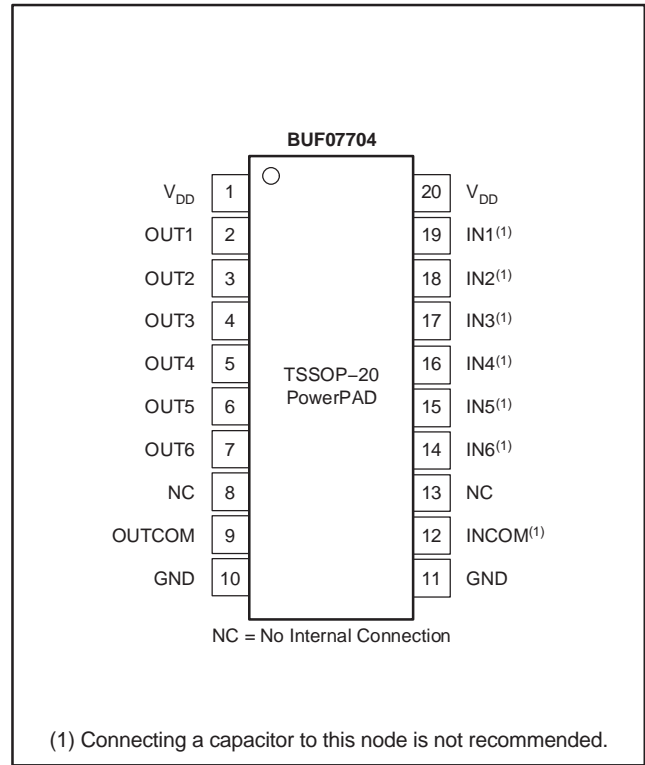 BUF07704
V_DD 1 20 V_DD
OUT1 2 19 IN1(1)
OUT2 3 18 IN2(1)
OUT3 4 17 IN3(1)
OUT4 5 16 IN4(1)
TSSOP−20
PowerPAD
OUT5 6 15 IN5(1)
OUT6 7 14 IN6(1)
NC 8 13 NC
OUTCOM 9 12 INCOM(1)
GND 10 11 GND
NC = No Internal Connection
(1) Connecting a capacitor to this node is not recommended.